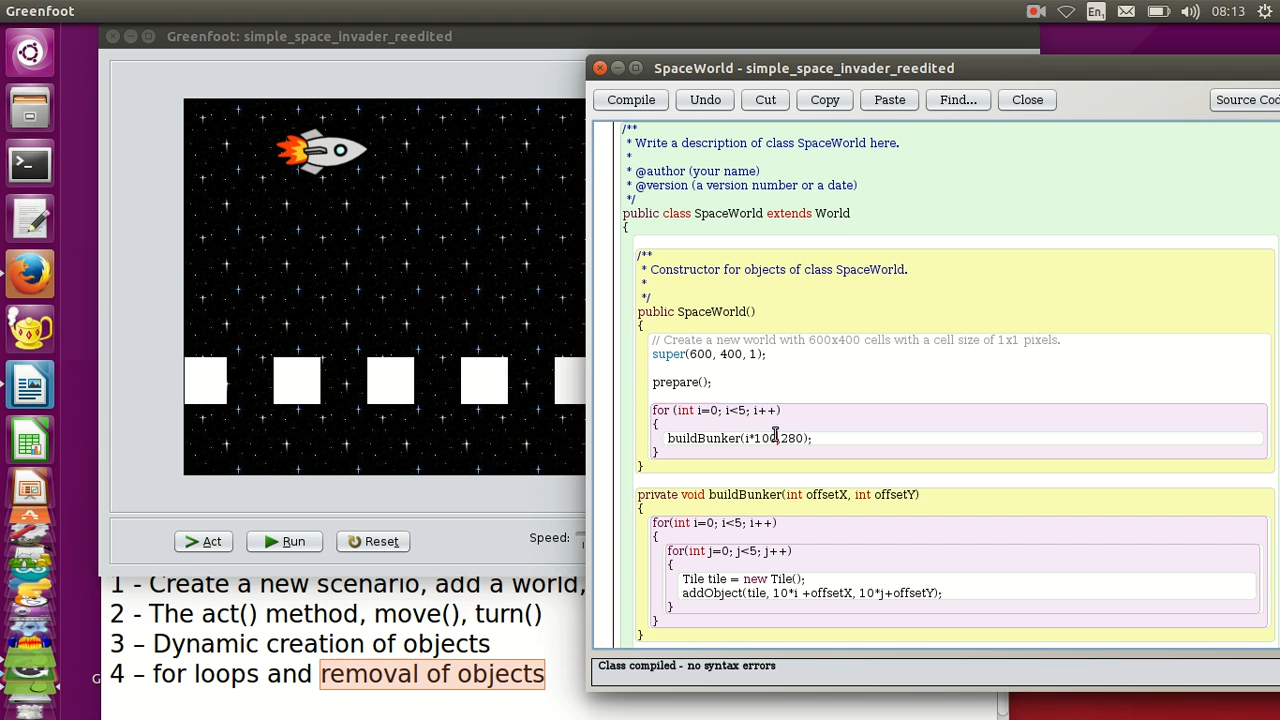 Greenfoot
En1
08:13
Greenfoot: simple_space_invader_reedited
SpaceWorld - simple_space_invader_reedited
Compile
Undo
Cut
Copy
Paste
Find...
Close
Source Cod
/**
* Write a description of class SpaceWorld here.
*
* @author (your name)
* @version (a version number or a date)
*/
public class SpaceWorld extends World
{
/**
* Constructor for objects of class SpaceWorld.
*
*/
public SpaceWorld()
{
// Create a new world with 600x400 cells with a cell size of 1x1 pixels.
super(600, 400, 1);
prepare();
for (int i=0; i<5; i++)
{
buildBunker(i*100,280);
}
}
private void buildBunker(int offsetX, int offsetY)
{
for(int i=0; i<5; i++)
{
for(int j=0; j<5; j++)
{
Tile tile = new Tile();
addObject(tile, 10*i +offsetX, 10*j+offsetY);
}
}
}
Class compiled - no syntax errors
> Act
Run
Reset
Speed:
1 - Create a new scenario, add a world,
2 - The act() method, move(), turn()
3 - Dynamic creation of objects
4 – for loops and removal of objects